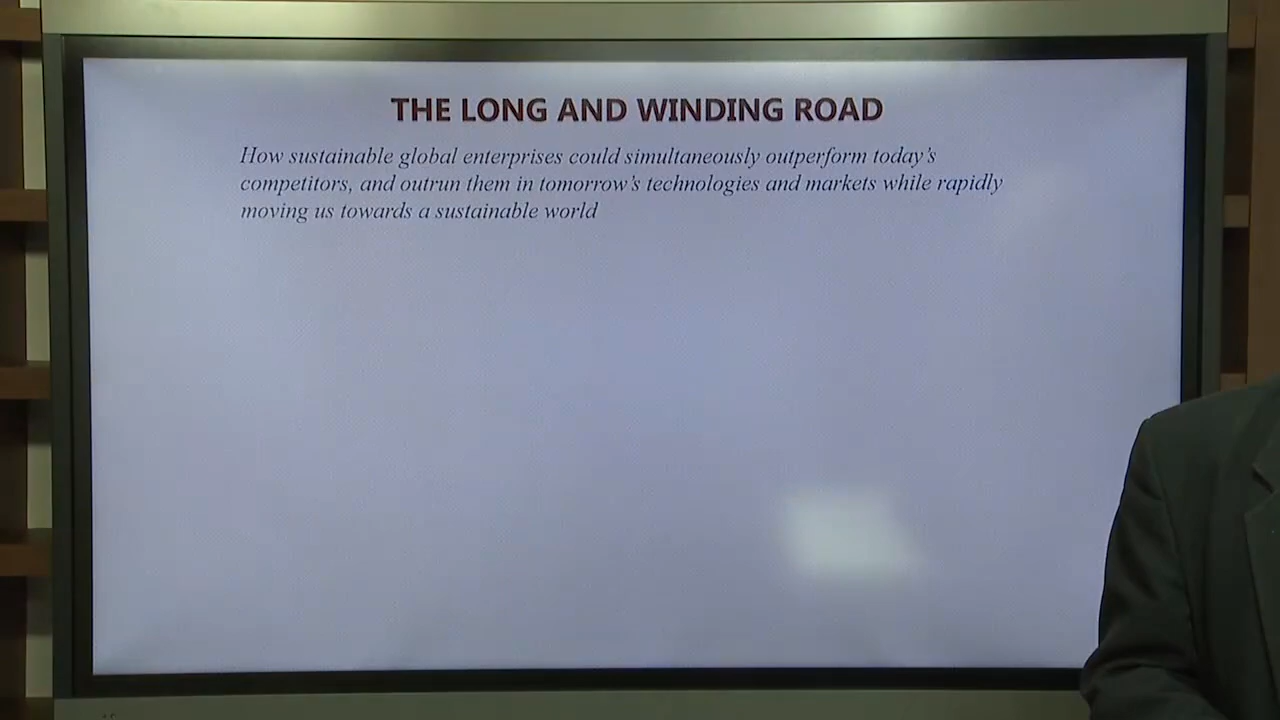 THE LONG AND WINDING ROAD
How sustainable global enterprises could simultaneously outperform today’s
competitors, and outrun them in tomorrow’s technologies and markets while rapidly
moving us towards a sustainable world